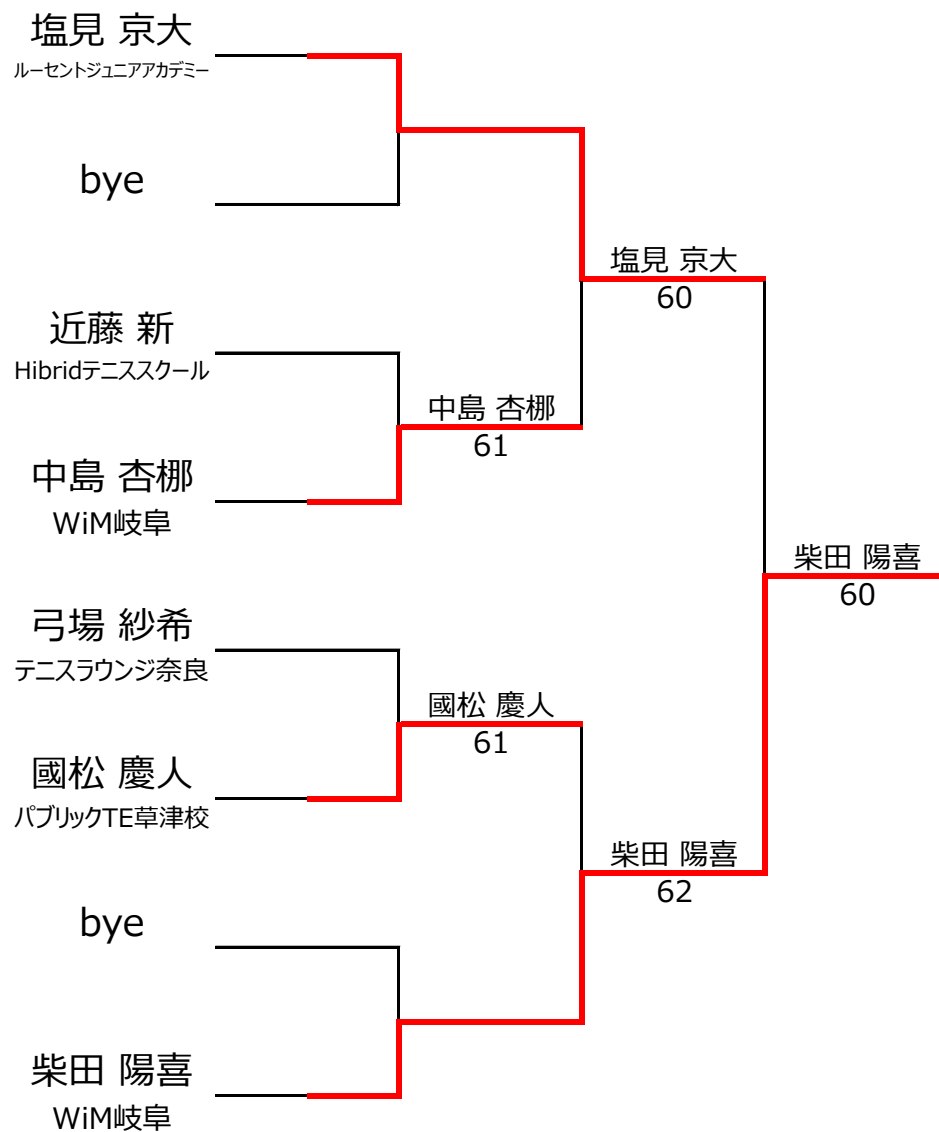 塩見 京大
ルーセントジュニアアカデミー
bye
塩見 京大
60
近藤 新
Hibridテニススクール
中島 杏梛
61
中島 杏梛
WiM岐阜
柴田 陽喜
60
弓場 紗希
テニスラウンジ奈良
國松 慶人
61
國松 慶人
パブリックTE草津校
柴田 陽喜
62
bye
柴田 陽喜
WiM岐阜